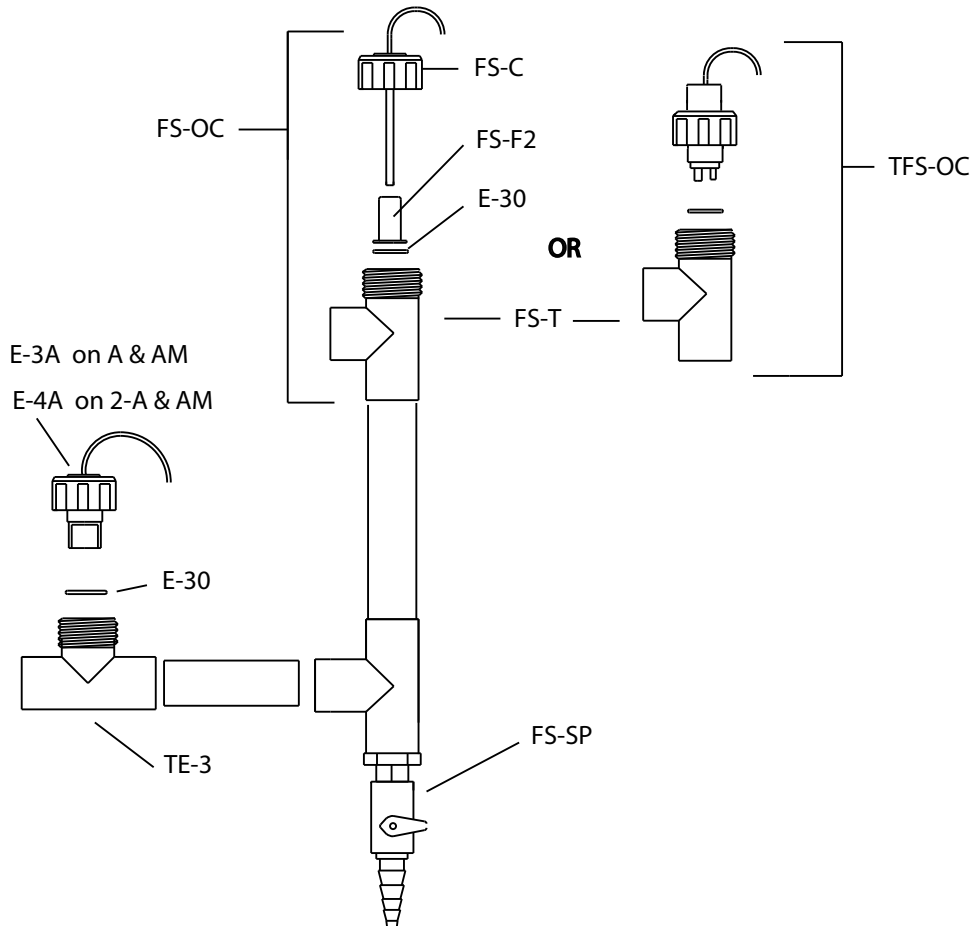 FS-C
FS-OC
FS-F2
TFS-OC
E-30
OR
FS-T
E-3A on A & AM
E-4A on 2-A & AM
E-30
FS-SP
TE-3